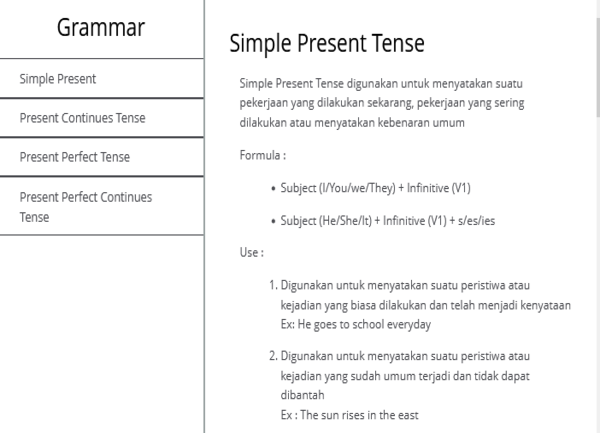 Grammar
Simple Present
Present Continues Tense
Present Perfect Tense
Present Perfect Continues
Tense
Simple Present Tense
Simple Present Tense digunakan untuk menyatakan suatu
pekerjaan yang dilakukan sekarang, pekerjaan yang sering
dilakukan atau menyatakan kebenaran umum
Formula :
• Subject (I/You/we/They) + Infinitive (V1)
• Subject (He/She/It) + Infinitive (V1) + s/es/ies
Use :
1. Digunakan untuk menyatakan suatu peristiwa atau
kejadian yang biasa dilakukan dan telah menjadi kenyataan
Ex: He goes to school everyday
2. Digunakan untuk menyatakan suatu peristiwa atau
kejadian yang sudah umum terjadi dan tidak dapat
dibantah
Ex : The sun rises in the east